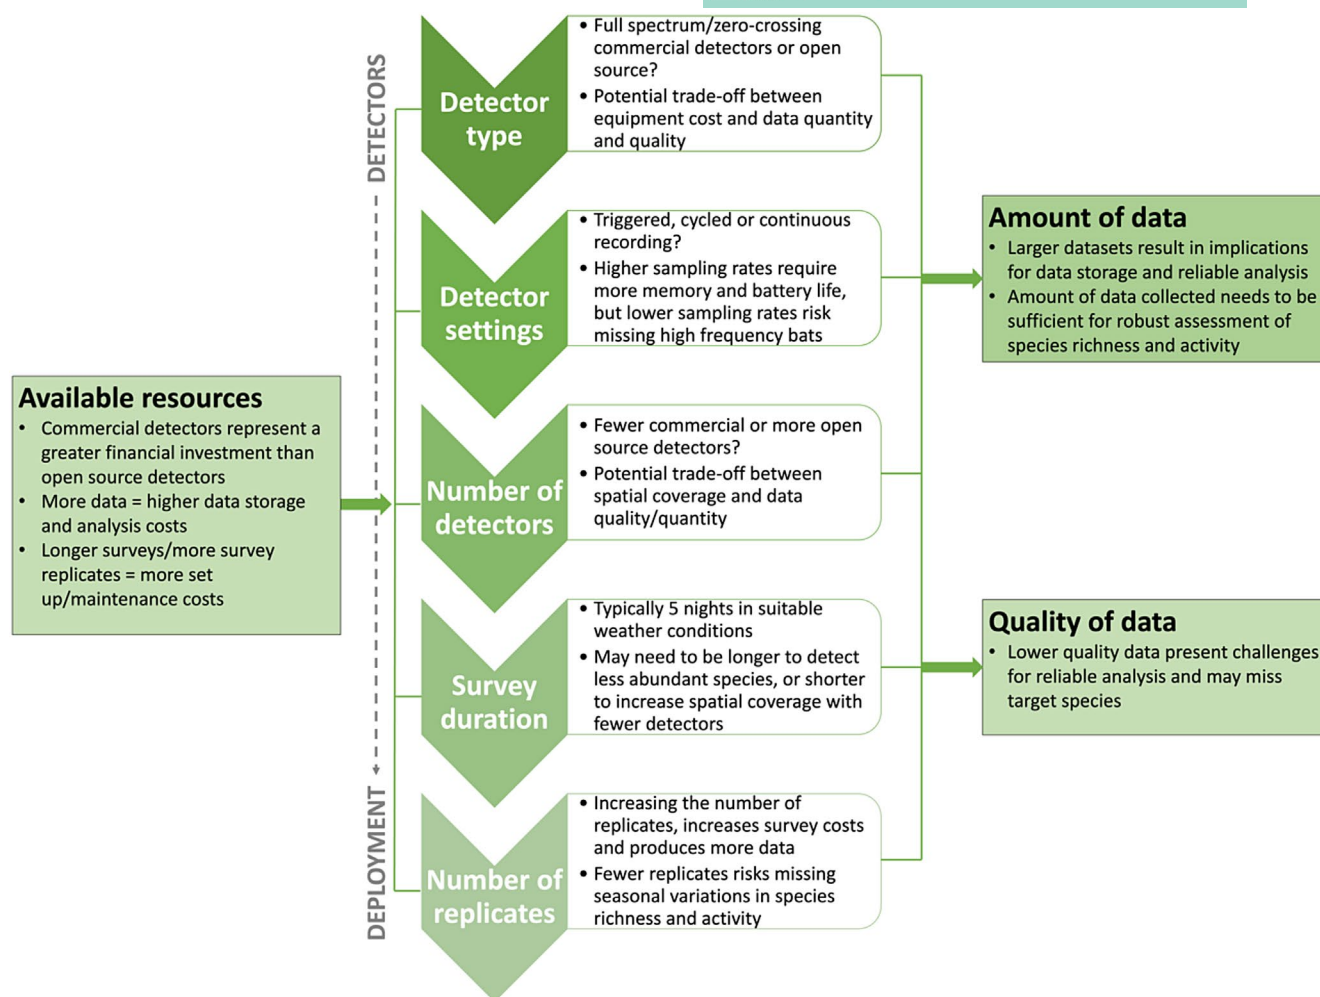 Available resources
• Commercial detectors represent a
greater financial investment than
open source detectors
• More data = higher data storage
and analysis costs
• Longer surveys/more survey
replicates = more set
up/maintenance costs
DETECTORS
DEPLOYMENT
Detector
type
• Full spectrum/zero-crossing
commercial detectors or open
source?
• Potential trade-off between
equipment cost and data quantity
and quality
Detector
settings
• Triggered, cycled or continuous
recording?
• Higher sampling rates require
more memory and battery life,
but lower sampling rates risk
missing high frequency bats
Number of
detectors
• Fewer commercial or more open
source detectors?
• Potential trade-off between
spatial coverage and data
quality/quantity
Survey
duration
• Typically 5 nights in suitable
weather conditions
• May need to be longer to detect
less abundant species, or shorter
to increase spatial coverage with
fewer detectors
Number of
replicates
• Increasing the number of
replicates, increases survey costs
and produces more data
• Fewer replicates risks missing
seasonal variations in species
richness and activity
Amount of data
• Larger datasets result in implications
for data storage and reliable analysis
• Amount of data collected needs to be
sufficient for robust assessment of
species richness and activity
Quality of data
• Lower quality data present challenges
for reliable analysis and may miss
target species